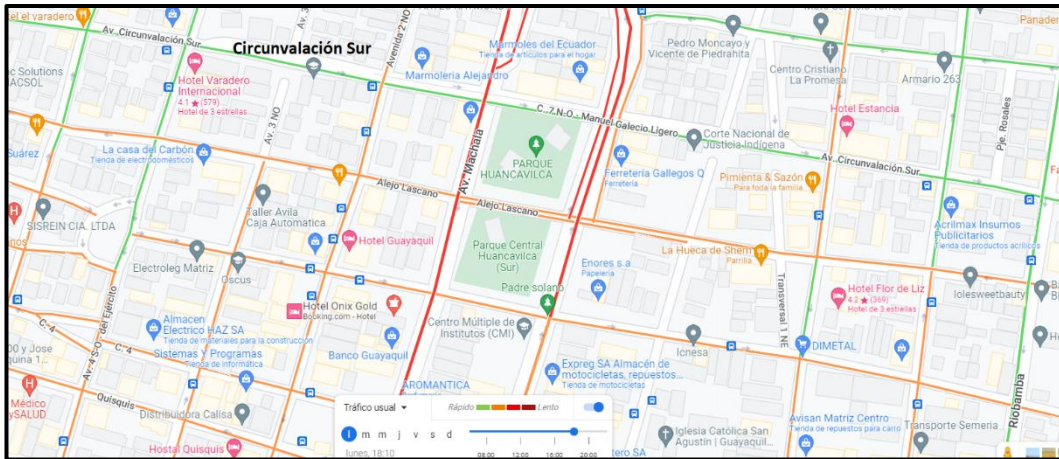 Av. Circunvalación Sur
Circunvalación Sur
Avenida 2 NO
Marmoles del Ecuador
Tienda de artículos para el hogar
Marmolería Alejandro
Pedro Moncayo y
Vicente de Piedrahita
Centro Cristiano
La Promera
Armario 263
Hotel Varadero
Internacional
4.1 ★ (579)
Hotel de 3 estrellas
Av. 3 NO
C. 7 N.O.- Manuel Galecio Ligero
Hotel Estancia
Pje. Rosales
Corte Nacional de
Justicia Indígena
Av. Circunvalación Sur
Suárez
La casa del Carbón
Tienda de electrodomésticos
Av. Machala
PARQUE
HUANCAVILCA
Ferretería Gallegos Q
Ferretería
Pimienta & Sazón
Para toda la familia
Alejo Lascano
Alejo Lascano
SISREIN CIA. LTDA
Taller Avila
Caja Automatica
Hotel Guayaquil
Parque Central
Huancavilca
(Sur)
Acrilmax Insumos
Publicitarios
Tienda de productos acrílicos
La Hueca de Shem
Parrilla
Electroleg Matriz
Oscus
Enores s.a
Papelería
Padre solano
Transversal 1 NE
Hotel Flor de Liz
4.2 ★ (369)
Hotel de 3 estrellas
lolesweetbauty
Av. 4 S.O.- del Ejército
Hotel Onix Gold
Booking.com - Hotel
C. 4
C. 4
Almacen
Electrico HAZ SA
Tienda de materiales para la construcción
Centro Múltiple de
Institutos (CMI)
Icnesa
DIMETAL
Sistemas Y Programas
Tienda de informática
Banco Guayaquil
Expreg SA Almacén de
motocicletas, repuestos...
Tienda de motocicletas
AROMANTICA
Médico
Quisquis
Distribuidora Calisa
Hostal Quisquis
Tráfico usual
Rápido
Lento
l m m j v s d
lunes, 18:10
08:00 12:00 16:00 20:00
Iglesia Católica San
Agustin | Guayaquil...
Avisan Matriz Centro
Tienda de repuestos para carro
Transporte Semeria
Riobamba